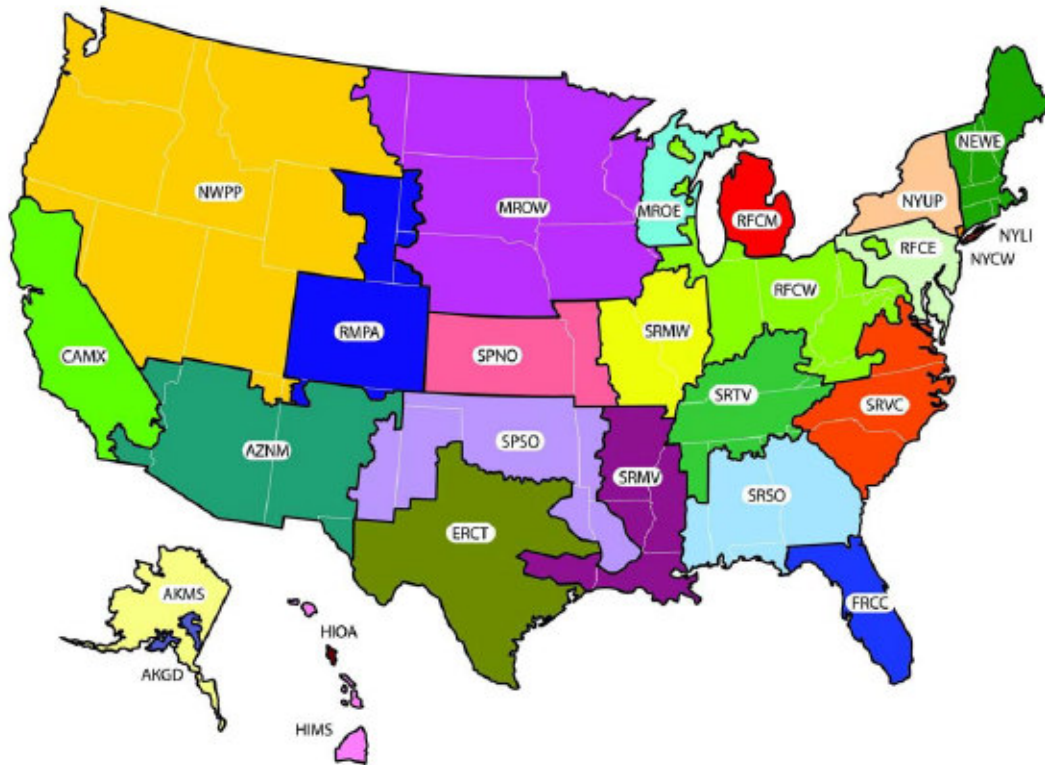 NEWE
NWPP
MROW
MROE
RFCM
NYUP
NYLI
NYCW
RFCE
RFCW
RMPA
SPNO
SRMW
CAMX
SRTV
SRVC
AZNM
SPSO
SRMV
SRSO
ERCT
FRCC
AKMS
HIOA
AKGD
HIMS